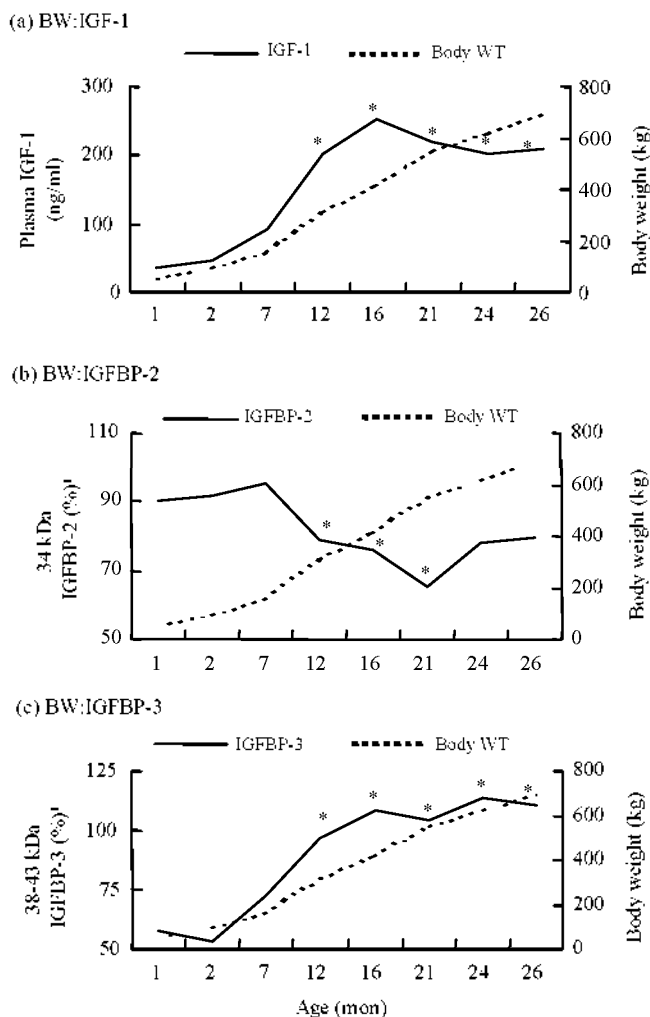 (a) BW:IGF-1
IGF-1 Body WT
300
200
100
0
Plasma IGF-1
(ng/ml)
* * * * *
800
600
400
200
0
Body weight (kg)
1 2 7 12 16 21 24 26
(b) BW:IGFBP-2
IGFBP-2 Body WT
110
90
70
50
34 kDa
IGFBP-2 (%)¹
* * *
800
600
400
200
0
Body weight (kg)
1 2 7 12 16 21 24 26
(c) BW:IGFBP-3
IGFBP-3 Body WT
125
100
75
50
38-43 kDa
IGFBP-3 (%)¹
* * * * *
800
600
400
200
0
Body weight (kg)
1 2 7 12 16 21 24 26
Age (mon)